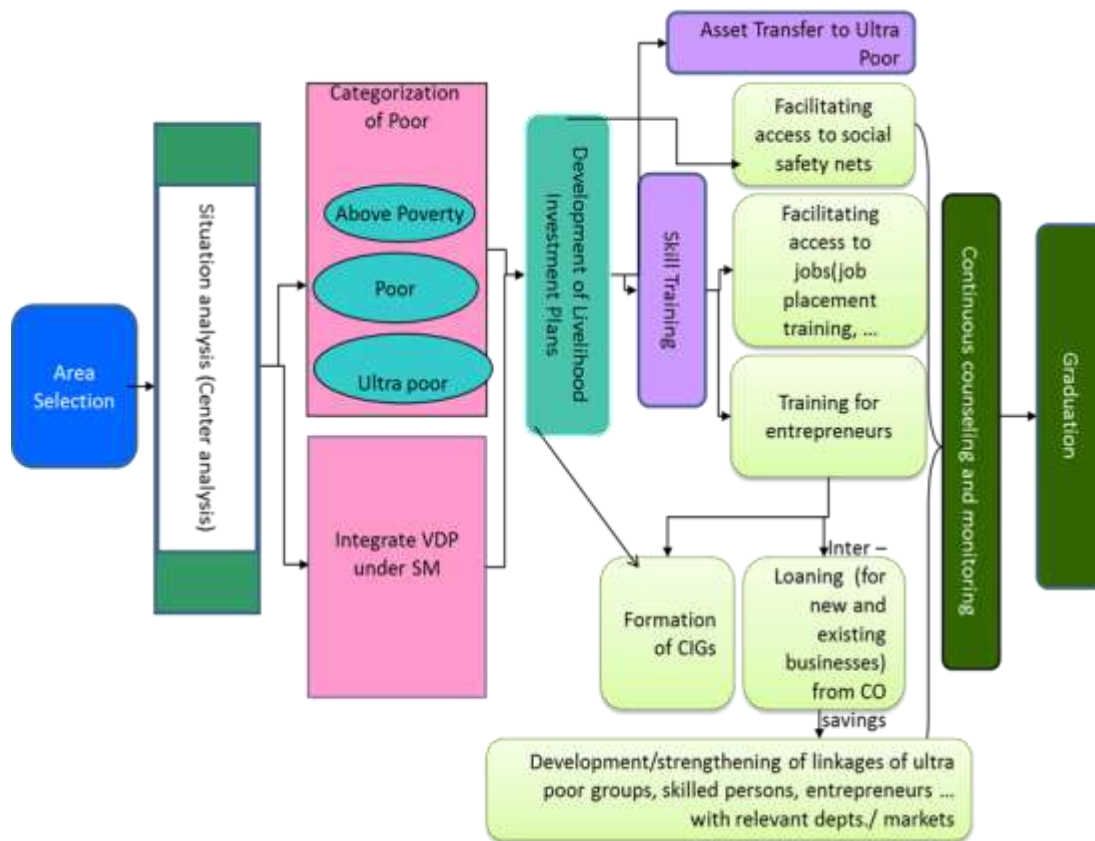 Area
Selection
Situation analysis (Center analysis)
Categorization
of Poor
Above Poverty
Poor
Ultra poor
Integrate VDP
under SM
Development of Livelihood
Investment Plans
Skill Training
Asset Transfer to Ultra
Poor
Facilitating
access to social
safety nets
Facilitating
access to
jobs(job
placement
training, ...
Training for
entrepreneurs
Formation
of CIGs
Inter –
Loaning (for
new and
existing
businesses)
from CO
savings
Development/strengthening of linkages of ultra
poor groups, skilled persons, entrepreneurs ...
with relevant depts./ markets
Continuous counseling and monitoring
Graduation